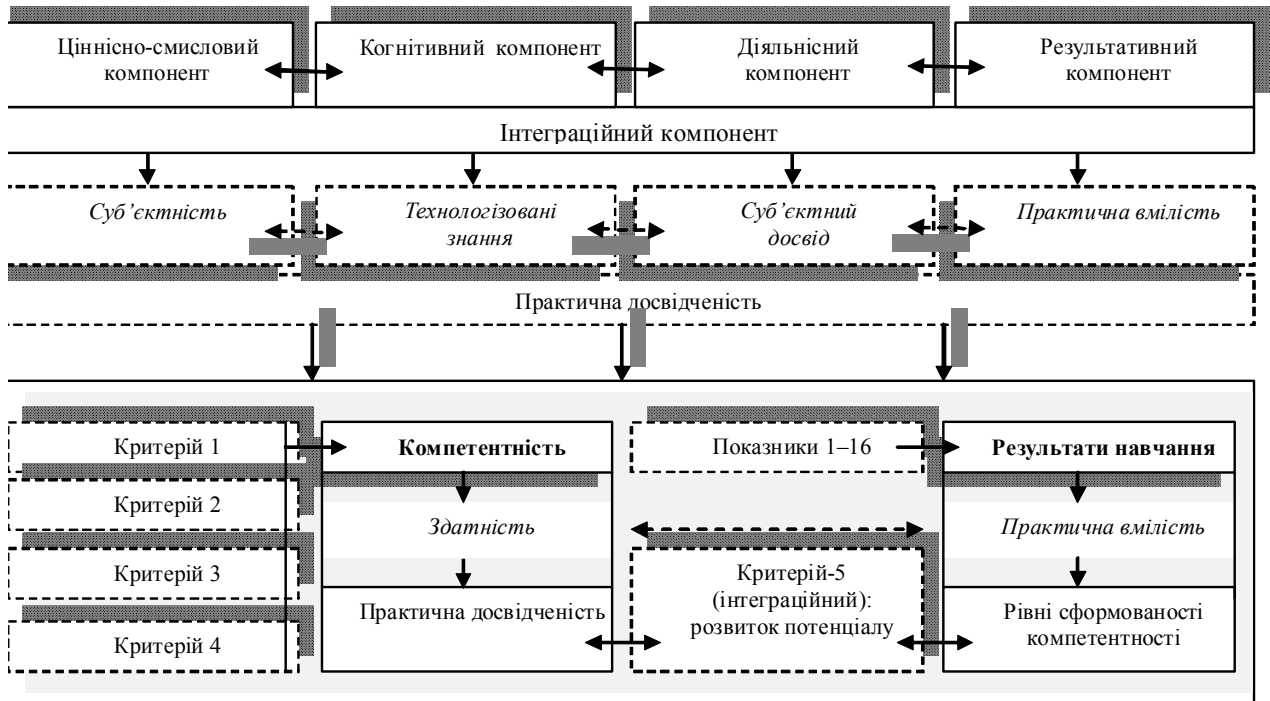 Ціннісно-смисловий
компонент
Когнітивний компонент
Діяльнісний
компонент
Результативний
компонент
Інтеграційний компонент
Суб’єктність
Технологізовані
знання
Суб’єктний
досвід
Практична вмілість
Практична досвідченість
Критерій 1
Критерій 2
Критерій 3
Критерій 4
Компетентність
Здатність
Практична досвідченість
Показники 1–16
Критерій-5
(інтеграційний):
розвиток потенціалу
Результати навчання
Практична вмілість
Рівні сформованості
компетентності